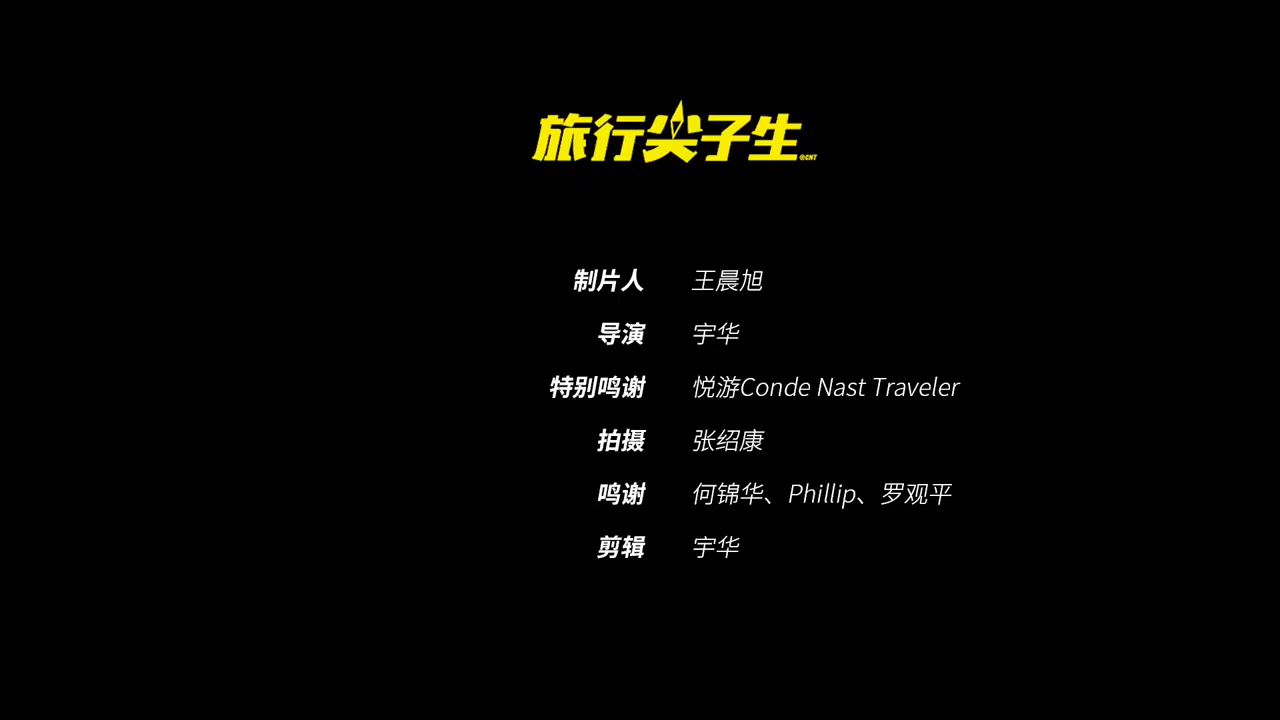 旅行尖子生 ®CNT
制片人 王晨旭
导演 宇华
特别鸣谢 悦游Conde Nast Traveler
拍摄 张绍康
鸣谢 何锦华、Phillip、罗观平
剪辑 宇华